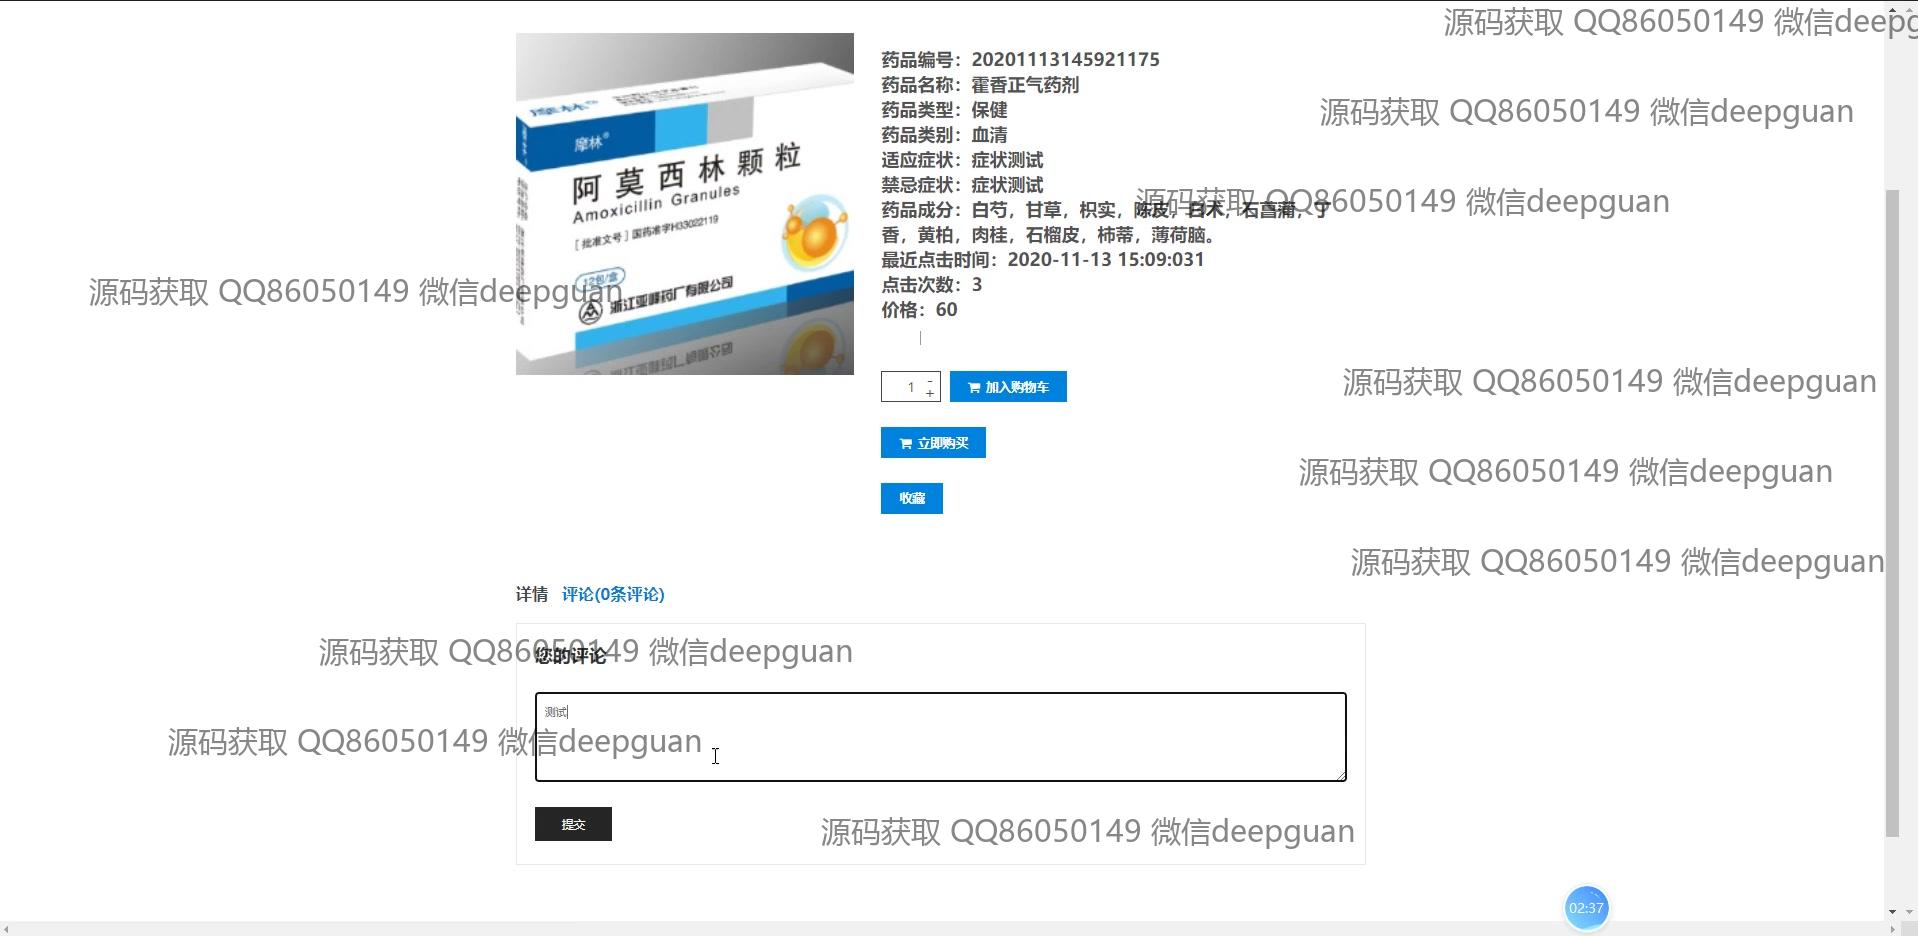 源码获取 QQ86050149 微信deepg
摩林®
摩林®
阿莫西林颗粒
Amoxicillin Granules
[批准文号]国药准字H33022119
12包/盒
浙江亚峰药厂有限公司
药品编号：20201113145921175
药品名称：霍香正气药剂
药品类型：保健
药品类别：血清
适应症状：症状测试
禁忌症状：症状测试
药品成分：白芍，甘草，枳实，陈皮，白术，石菖蒲，丁
香，黄柏，肉桂，石榴皮，柿蒂，薄荷脑。
最近点击时间：2020-11-13 15:09:031
点击次数：3
价格：60
源码获取 QQ86050149 微信deepguan
源码获取 QQ86050149 微信deepguan
源码获取 QQ86050149 微信deepguan
1 - +
加入购物车
源码获取 QQ86050149 微信deepguan
立即购买
源码获取 QQ86050149 微信deepguan
收藏
源码获取 QQ86050149 微信deepguan
详情 评论(0条评论)
源码获取 QQ86050149 微信deepguan
您的评论
测试
源码获取 QQ86050149 微信deepguan
提交
源码获取 QQ86050149 微信deepguan
02:37